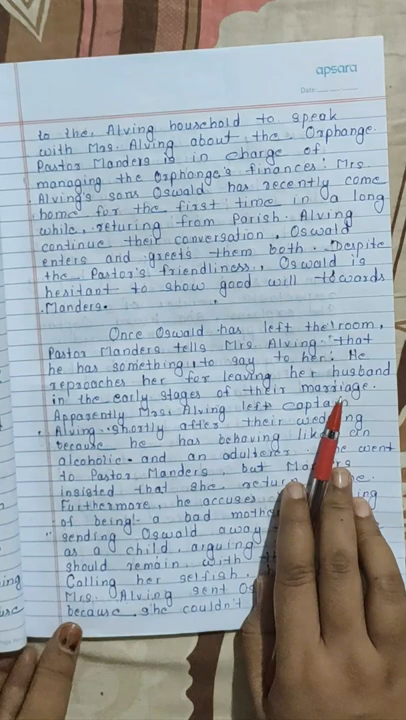 apsara
Date
to the, Alving household to speak
with Mrs. Alving about the Orphange.
Pastor Manders is in charge of
managing the orphange's finances. Mrs
Alving's sons Oswald has recently come
home for the first time in a long
while, returing from Parish. Alving
continue their conversation, Oswald
enters and greets them both. Despite
the Pastor's friendliness, Oswald is
hesitant to show good will towards
Manders.
Once Oswald has left the room,
Pastor Manders tells Mrs. Alving that
he has something to say to her. He
reproaches her for leaving her husband
in the early stages of their marriage.
Apparently Mrs. Alving left captain
Alving shortly after their wedding
because he has behaving like an
alcoholic and an adulterer
to Pastor Manders, but
insisted that she
Furthermore, he accuses
of being a bad
sending Oswald away
as a child, arguing
should remain with
Calling her selfish,
Mrs. Alving sent
because she couldn't
ing